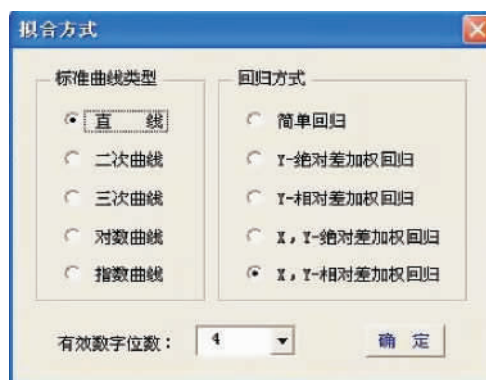 拟合方式
标准曲线类型
直 线
二次曲线
三次曲线
对数曲线
指数曲线
回归方式
简单回归
Y-绝对差加权回归
Y-相对差加权回归
X,Y-绝对差加权回归
X,Y-相对差加权回归
有效数字位数:
4
确 定